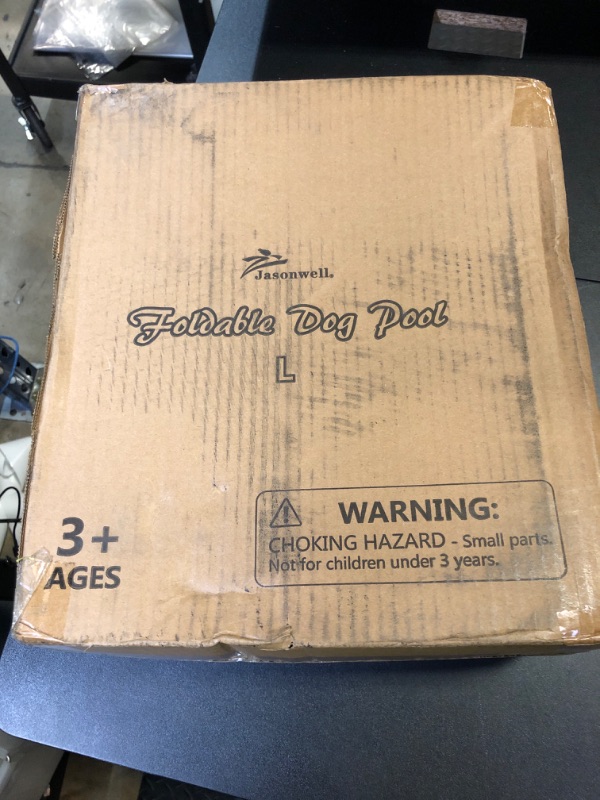 Jasonwell®
Foldable Dog Pool
L
3+
AGES
WARNING:
CHOKING HAZARD - Small parts.
Not for children under 3 years.